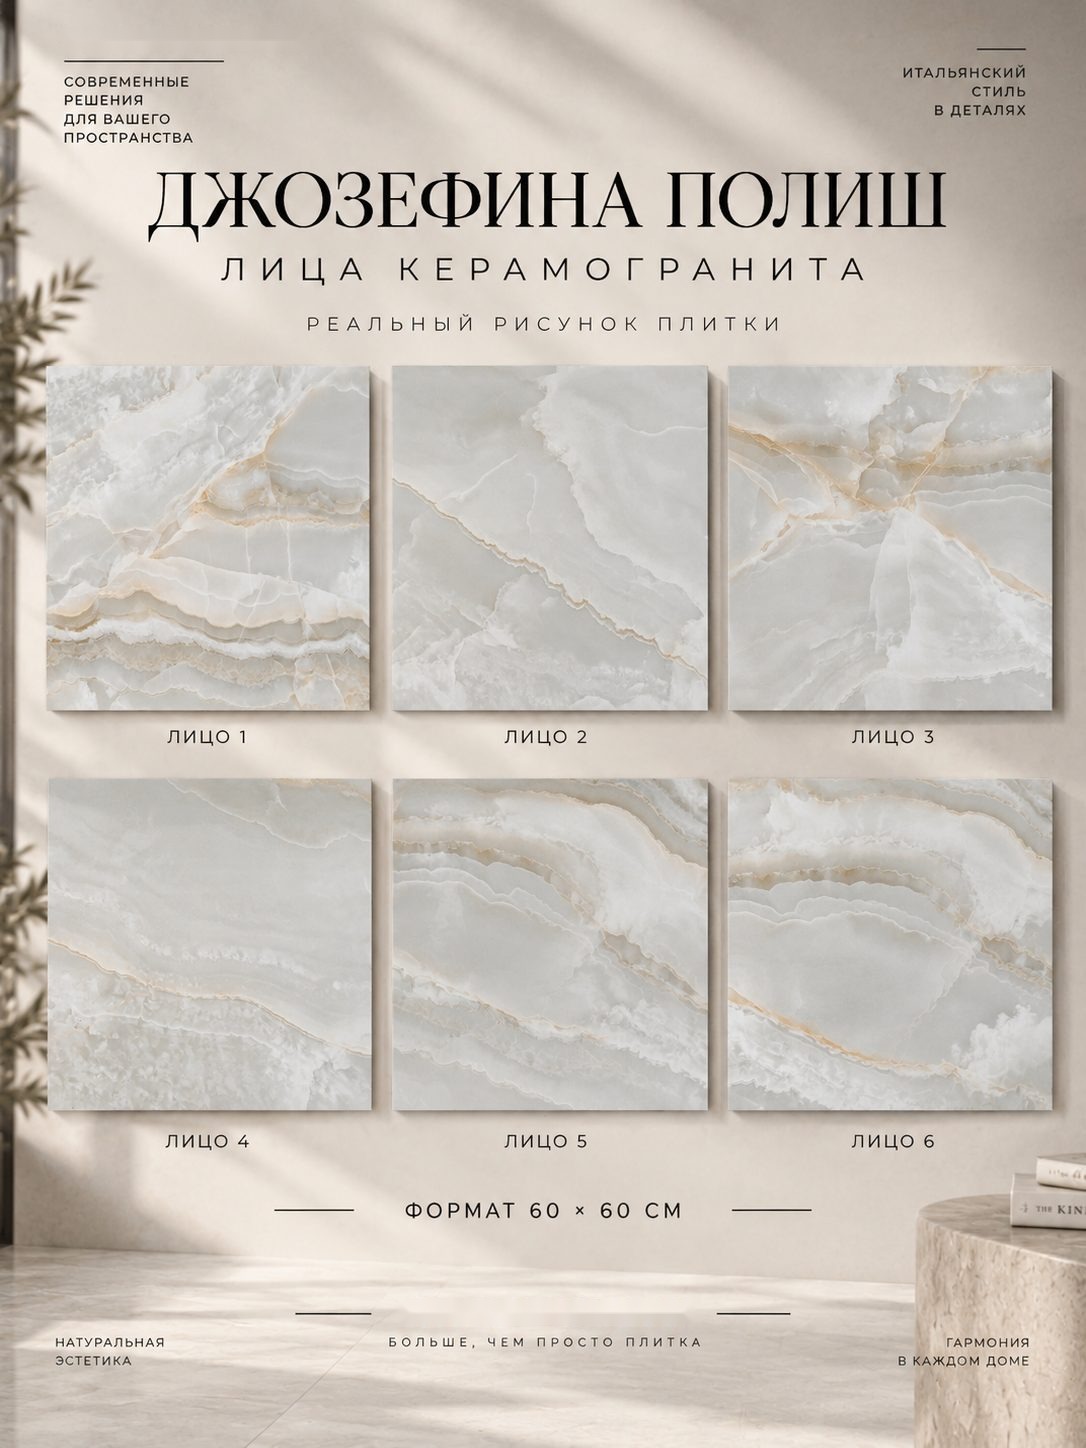 СОВРЕМЕННЫЕ
РЕШЕНИЯ
ДЛЯ ВАШЕГО
ПРОСТРАНСТВА
ИТАЛЬЯНСКИЙ
СТИЛЬ
В ДЕТАЛЯХ
ДЖОЗЕФИНА ПОЛИШ
ЛИЦА КЕРАМОГРАНИТА
РЕАЛЬНЫЙ РИСУНОК ПЛИТКИ
ЛИЦО 1
ЛИЦО 2
ЛИЦО 3
ЛИЦО 4
ЛИЦО 5
ЛИЦО 6
ФОРМАТ 60 × 60 СМ
THE KIN
БОЛЬШЕ, ЧЕМ ПРОСТО ПЛИТКА
НАТУРАЛЬНАЯ
ЭСТЕТИКА
ГАРМОНИЯ
В КАЖДОМ ДОМЕ